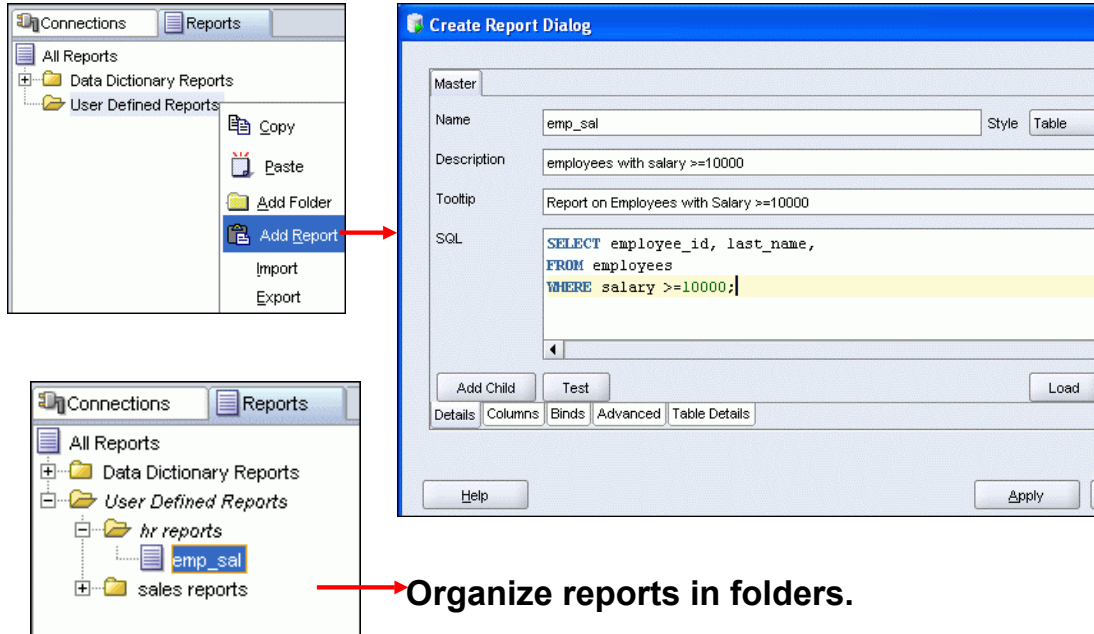 Connections Reports
All Reports
Data Dictionary Reports
User Defined Reports
Copy
Paste
Add Folder
Add Report
Import
Export
Create Report Dialog
Master
Name emp_sal Style Table
Description employees with salary >=10000
Tooltip Report on Employees with Salary >=10000
SQL SELECT employee_id, last_name,
FROM employees
WHERE salary >=10000;
Add Child Test Load
Details Columns Binds Advanced Table Details
Help Apply
Connections Reports
All Reports
Data Dictionary Reports
User Defined Reports
hr reports
emp_sal
sales reports
Organize reports in folders.